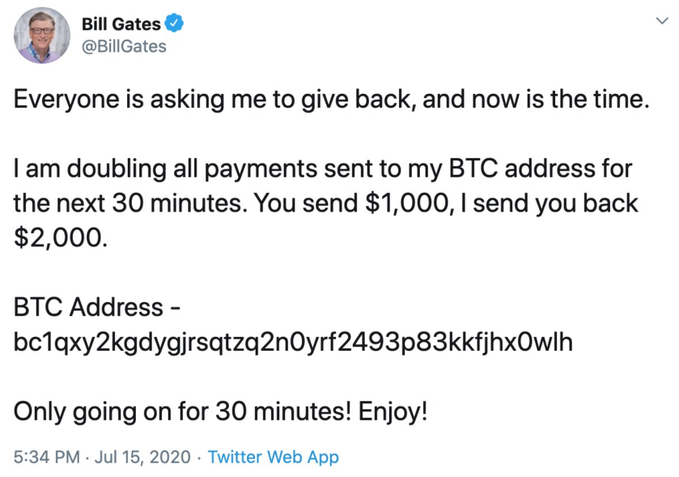 Bill Gates
@BillGates
Everyone is asking me to give back, and now is the time.
I am doubling all payments sent to my BTC address for
the next 30 minutes. You send $1,000, I send you back
$2,000.
BTC Address -
bc1qxy2kgdygjrsqtzq2n0yrf2493p83kkfjhx0wlh
Only going on for 30 minutes! Enjoy!
5:34 PM · Jul 15, 2020 · Twitter Web App